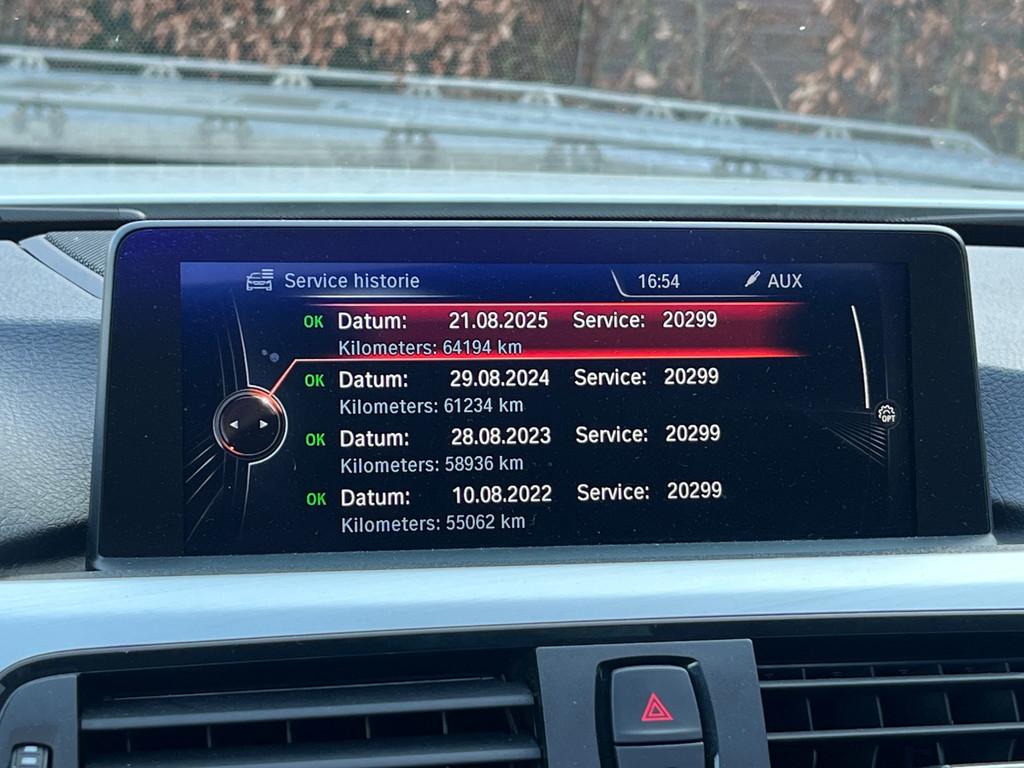 Service historie 16:54 AUX
OK Datum: 21.08.2025 Service: 20299
Kilometers: 64194 km
OK Datum: 29.08.2024 Service: 20299
Kilometers: 61234 km
OPT
OK Datum: 28.08.2023 Service: 20299
Kilometers: 58936 km
OK Datum: 10.08.2022 Service: 20299
Kilometers: 55062 km